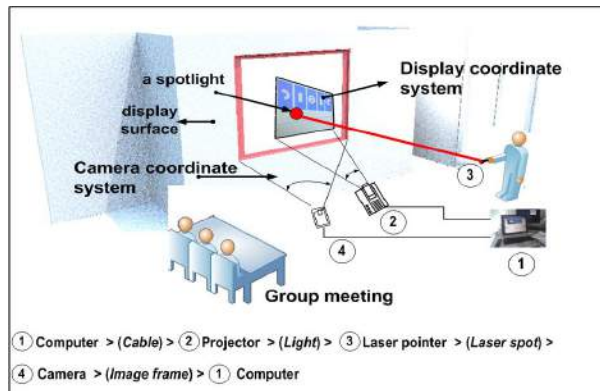 a spotlight
Display coordinate
system
display
surface
Camera coordinate
system
3
2
4
1
Group meeting
1 Computer > (Cable) > 2 Projector > (Light) > 3 Laser pointer > (Laser spot) >
4 Camera > (Image frame) > 1 Computer